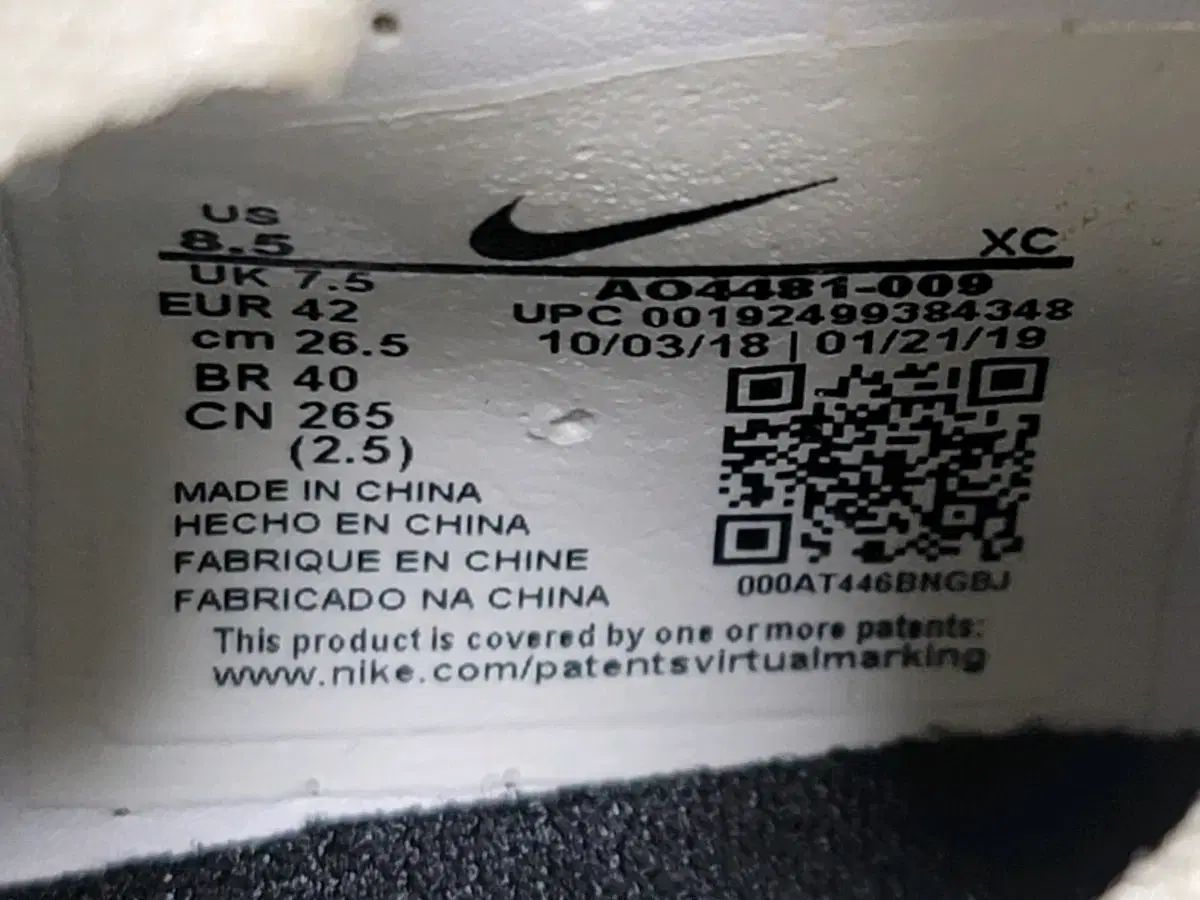 US
8.5
XC
UK 7.5
AO4481-009
EUR 42
UPC 00192499384348
cm 26.5
10/03/18 | 01/21/19
BR 40
CN 265
(2.5)
MADE IN CHINA
HECHO EN CHINA
FABRIQUE EN CHINE
FABRICADO NA CHINA
000AT446BNGBJ
This product is covered by one or more patents:
www.nike.com/patentsvirtualmarking